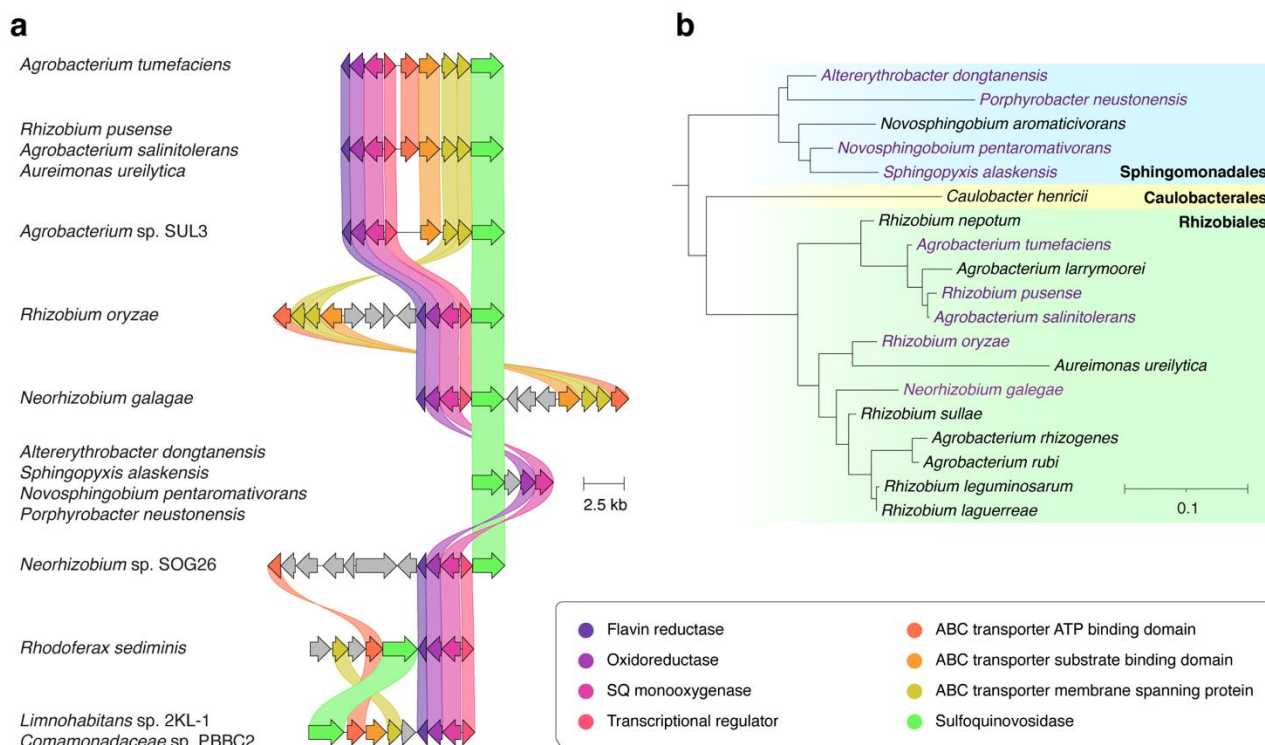 a
Agrobacterium tumefaciens
Rhizobium pusense
Agrobacterium salinitolerans
Aureimonas ureilytica
Agrobacterium sp. SUL3
Rhizobium oryzae
Neorhizobium galagae
Altererythrobacter dongtanensis
Sphingopyxis alaskensis
Novosphingobium pentaromativorans
Porphyrobacter neustonensis
2.5 kb
Neorhizobium sp. SOG26
Rhodoferax sediminis
Limnohabitans sp. 2KL-1
Comamonadaceae sp. PBBC2
b
Altererythrobacter dongtanensis
Porphyrobacter neustonensis
Novosphingobium aromaticivorans
Novosphingoboium pentaromativorans
Sphingopyxis alaskensis
Sphingomonadales
Caulobacter henricii
Caulobacterales
Rhizobium nepotum
Rhizobiales
Agrobacterium tumefaciens
Agrobacterium larrymoorei
Rhizobium pusense
Agrobacterium salinitolerans
Rhizobium oryzae
Aureimonas ureilytica
Neorhizobium galegae
Rhizobium sullae
Agrobacterium rhizogenes
Agrobacterium rubi
Rhizobium leguminosarum
Rhizobium laguerreae
0.1
Flavin reductase
Oxidoreductase
SQ monooxygenase
Transcriptional regulator
ABC transporter ATP binding domain
ABC transporter substrate binding domain
ABC transporter membrane spanning protein
Sulfoquinovosidase